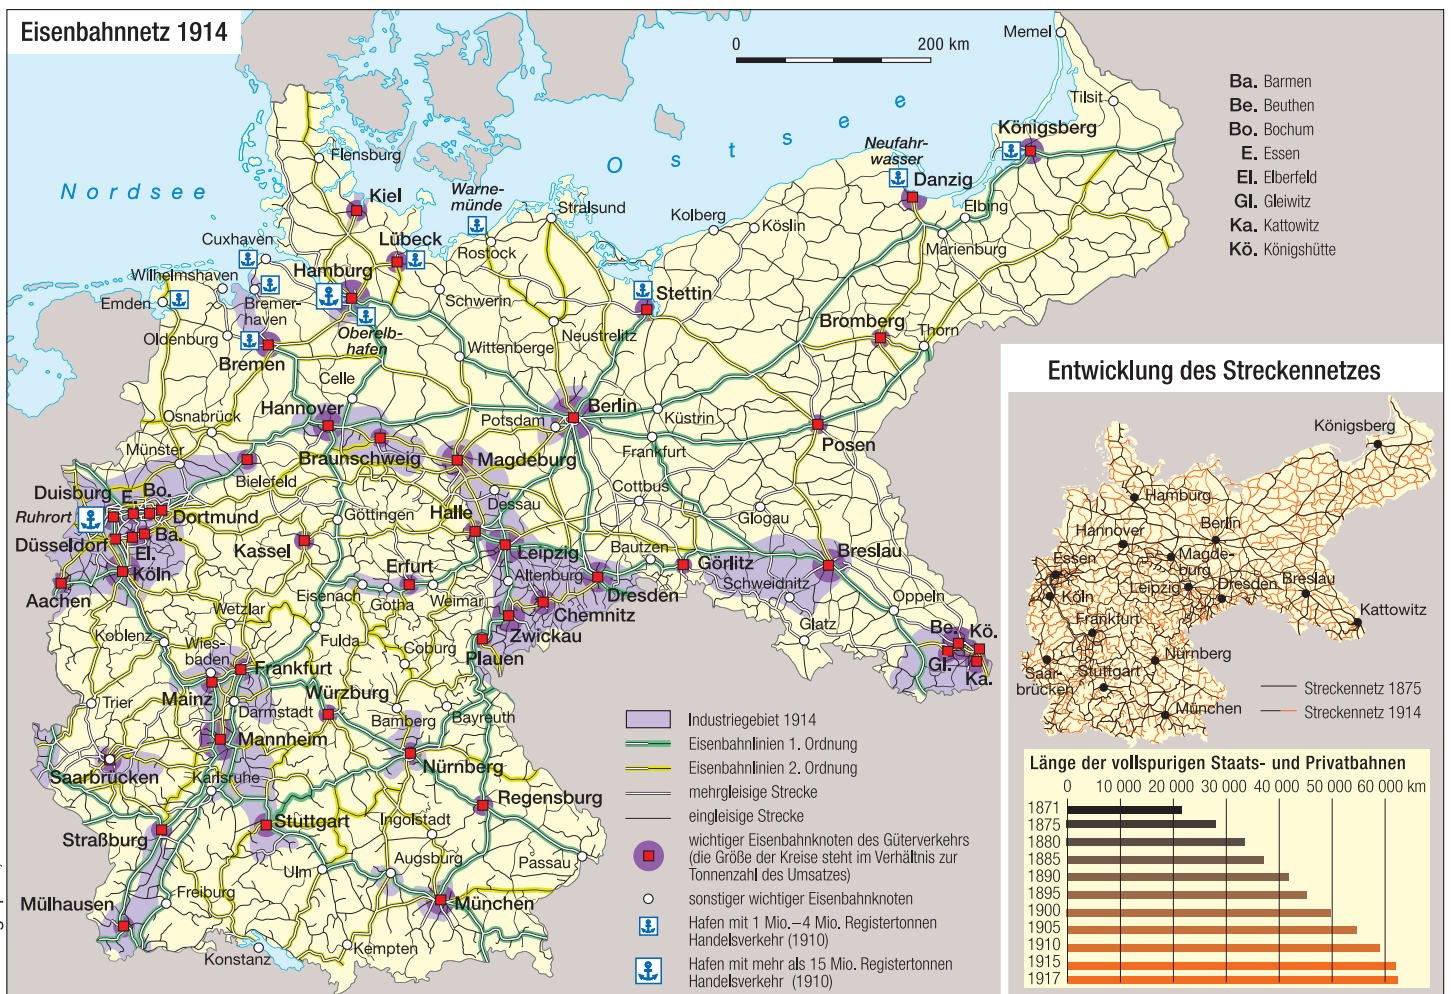 Eisenbahnnetz 1914
0 200 km
Memel
Tilsit
Königsberg
Neufahr-
wasser
Danzig
Elbing
Marienburg
Ostsee
Nordsee
Flensburg
Kiel
Warne-
münde
Stralsund
Rostock
Kolberg
Köslin
Cuxhaven
Lübeck
Hamburg
Wilhelmshaven
Emden
Bremer-
haven
Schwerin
Stettin
Oldenburg
Oberelb-
hafen
Neustrelitz
Bromberg
Thorn
Bremen
Wittenberge
Celle
Hannover
Berlin
Küstrin
Osnabrück
Potsdam
Posen
Münster
Braunschweig
Magdeburg
Frankfurt
Bielefeld
Duisburg
E.
Bo.
Dortmund
Ruhrort
Göttingen
Dessau
Cottbus
Halle
Glogau
Düsseldorf
El.
Ba.
Kassel
Leipzig
Bautzen
Görlitz
Breslau
Köln
Erfurt
Altenburg
Schweidnitz
Aachen
Eisenach
Gotha
Weimar
Dresden
Chemnitz
Oppeln
Wetzlar
Zwickau
Glatz
Koblenz
Wies-
baden
Fulda
Coburg
Plauen
Be.
Kö.
Gl.
Ka.
Frankfurt
Mainz
Würzburg
Trier
Darmstadt
Bamberg
Bayreuth
Mannheim
Nürnberg
Saarbrücken
Karlsruhe
Regensburg
Straßburg
Stuttgart
Ingolstadt
Ulm
Augsburg
Passau
Freiburg
Mülhausen
München
Konstanz
Kempten
Ba. Barmen
Be. Beuthen
Bo. Bochum
E. Essen
El. Elberfeld
Gl. Gleiwitz
Ka. Kattowitz
Kö. Königshütte
Industriegebiet 1914
Eisenbahnlinien 1. Ordnung
Eisenbahnlinien 2. Ordnung
mehrgleisige Strecke
eingleisige Strecke
wichtiger Eisenbahnknoten des Güterverkehrs
(die Größe der Kreise steht im Verhältnis zur
Tonnenzahl des Umsatzes)
sonstiger wichtiger Eisenbahnknoten
Hafen mit 1 Mio.–4 Mio. Registertonnen
Handelsverkehr (1910)
Hafen mit mehr als 15 Mio. Registertonnen
Handelsverkehr (1910)
Entwicklung des Streckennetzes
Königsberg
Hamburg
Hannover
Berlin
Essen
Magde-
burg
Köln
Leipzig
Dresden
Breslau
Frankfurt
Kattowitz
Nürnberg
Saar-
brücken
Stuttgart
München
Streckennetz 1875
Streckennetz 1914
Länge der vollspurigen Staats- und Privatbahnen
0 10 000 20 000 30 000 40 000 50 000 60 000 km
1871
1875
1880
1885
1890
1895
1900
1905
1910
1915
1917